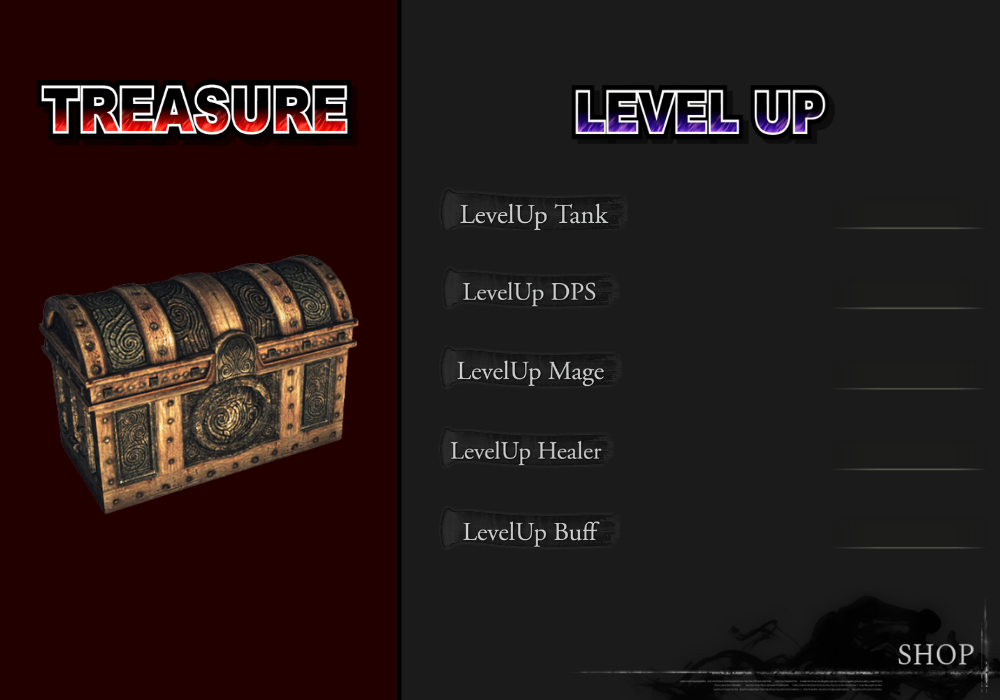 TREASURE
LEVEL UP
LevelUp Tank
LevelUp DPS
LevelUp Mage
LevelUp Healer
LevelUp Buff
SHOP